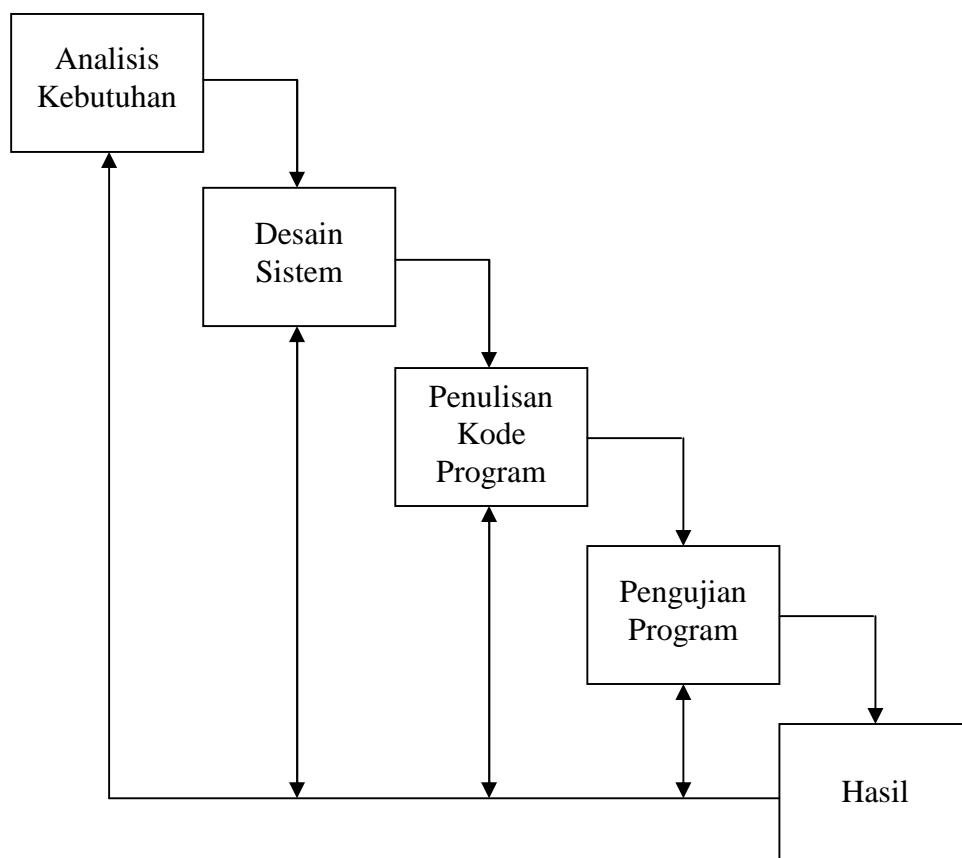 Analisis
Kebutuhan
Desain
Sistem
Penulisan
Kode
Program
Pengujian
Program
Hasil